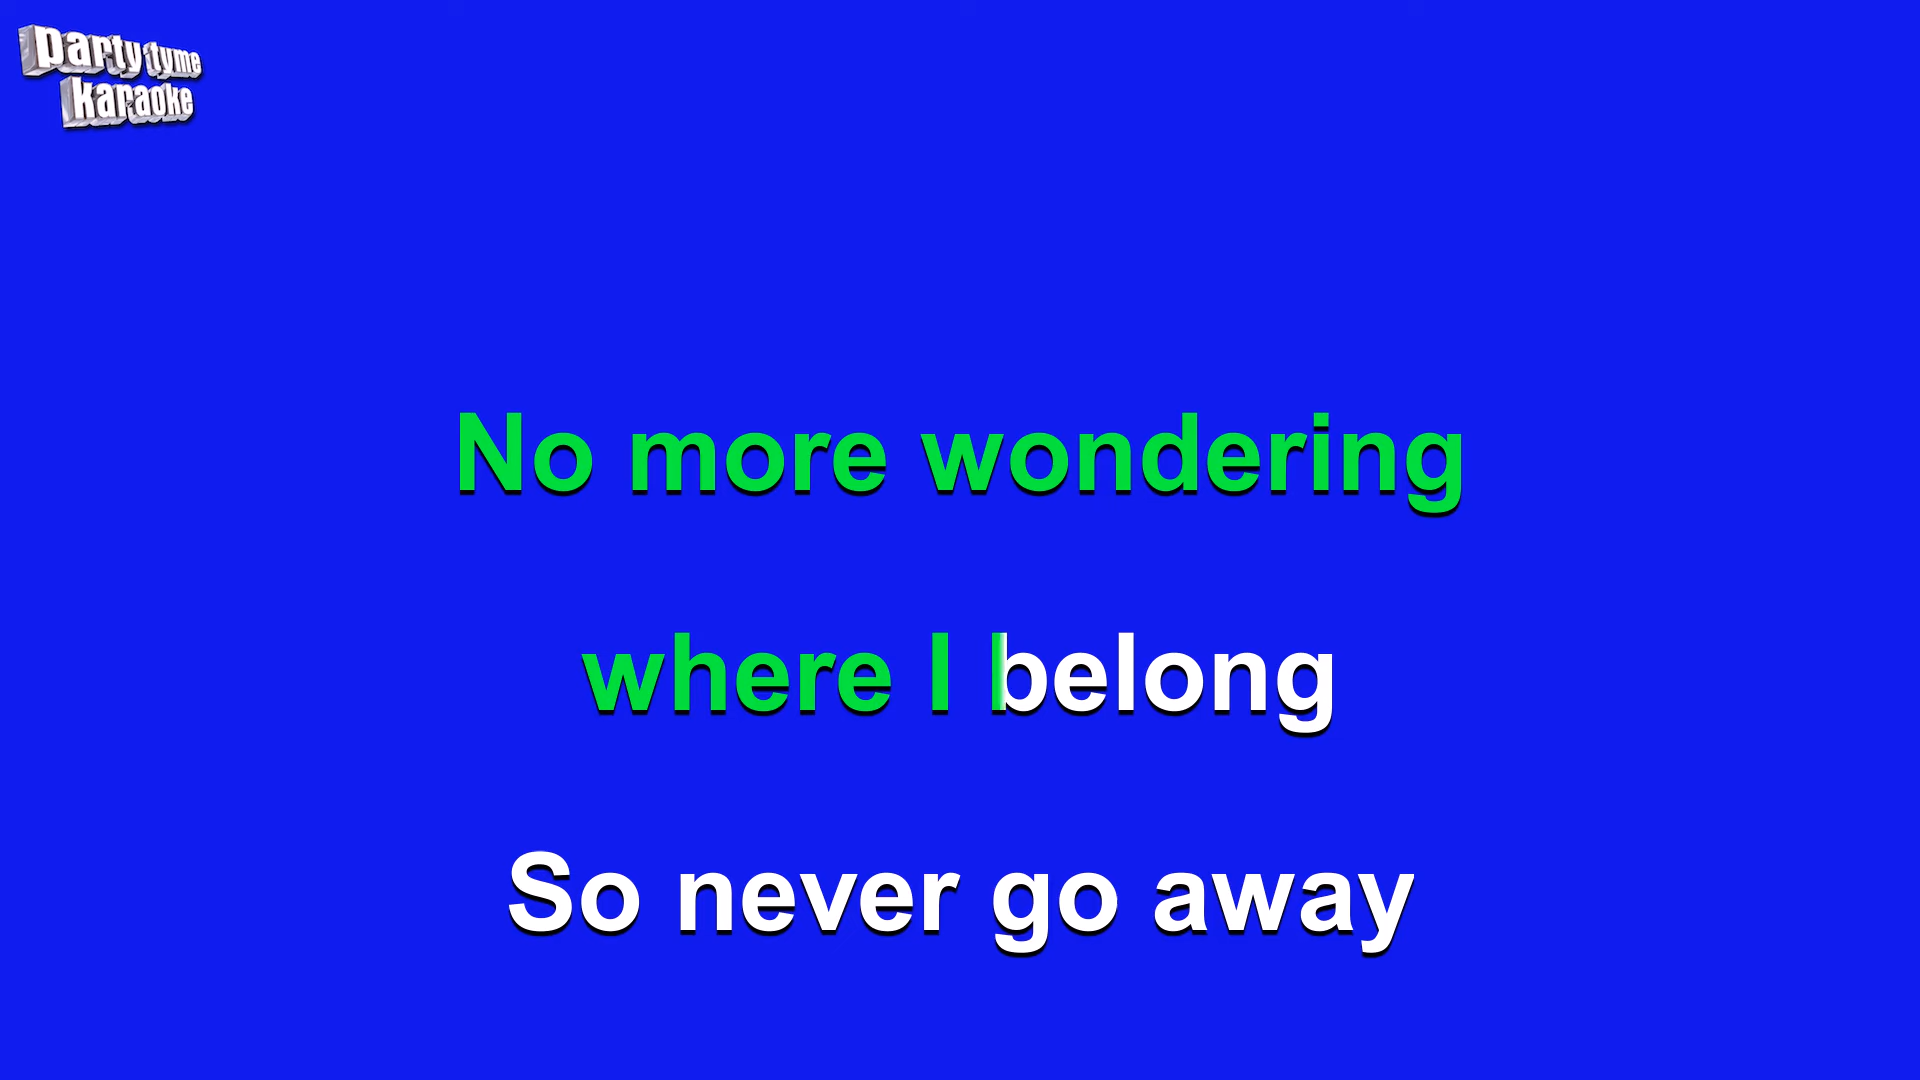 party tyme
karaoke
No more wondering
where I belong
So never go away